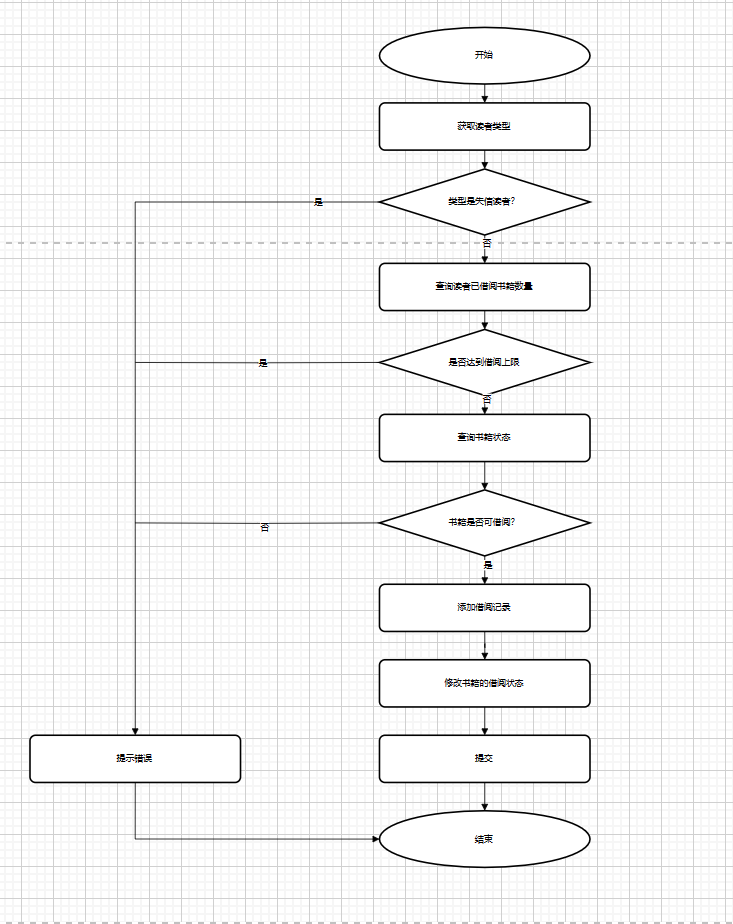 开始
获取读者类型
类型是失信读者?
是
否
查询读者已借阅书籍数量
是否达到借阅上限
是
否
查询书籍状态
书籍是否可借阅?
否
是
添加借阅记录
修改书籍的借阅状态
提示错误
提交
结束